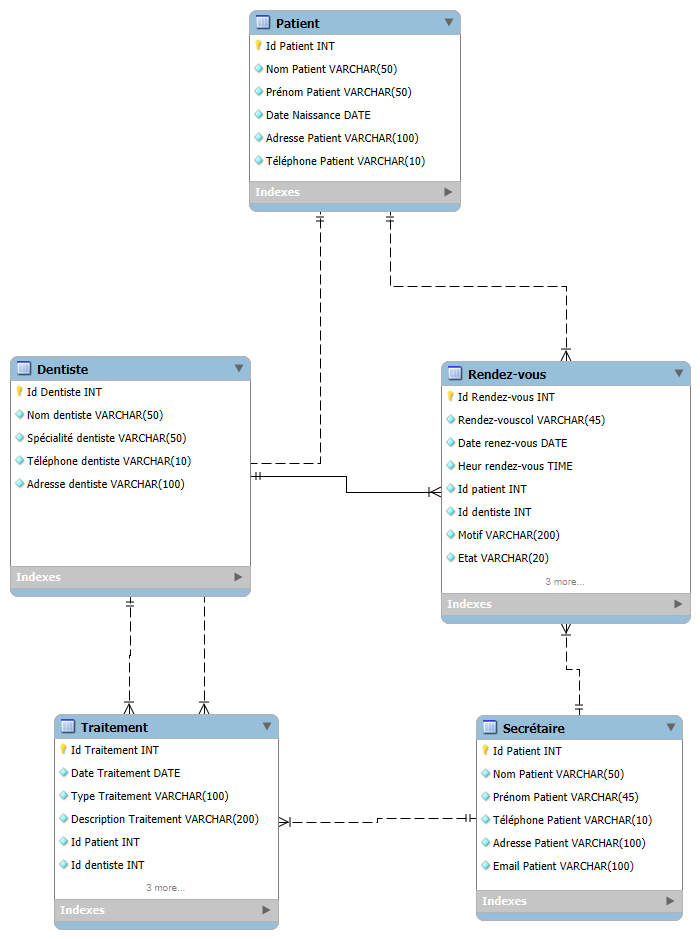 Patient
Id Patient INT
Nom Patient VARCHAR(50)
Prénom Patient VARCHAR(50)
Date Naissance DATE
Adresse Patient VARCHAR(100)
Téléphone Patient VARCHAR(10)
Indexes
Dentiste
Id Dentiste INT
Nom dentiste VARCHAR(50)
Spécialité dentiste VARCHAR(50)
Téléphone dentiste VARCHAR(10)
Adresse dentiste VARCHAR(100)
Indexes
Rendez-vous
Id Rendez-vous INT
Rendez-vouscol VARCHAR(45)
Date renez-vous DATE
Heur rendez-vous TIME
Id patient INT
Id dentiste INT
Motif VARCHAR(200)
Etat VARCHAR(20)
3 more...
Indexes
Traitement
Id Traitement INT
Date Traitement DATE
Type Traitement VARCHAR(100)
Description Traitement VARCHAR(200)
Id Patient INT
Id dentiste INT
3 more...
Indexes
Secrétaire
Id Patient INT
Nom Patient VARCHAR(50)
Prénom Patient VARCHAR(45)
Téléphone Patient VARCHAR(10)
Adresse Patient VARCHAR(100)
Email Patient VARCHAR(100)
Indexes